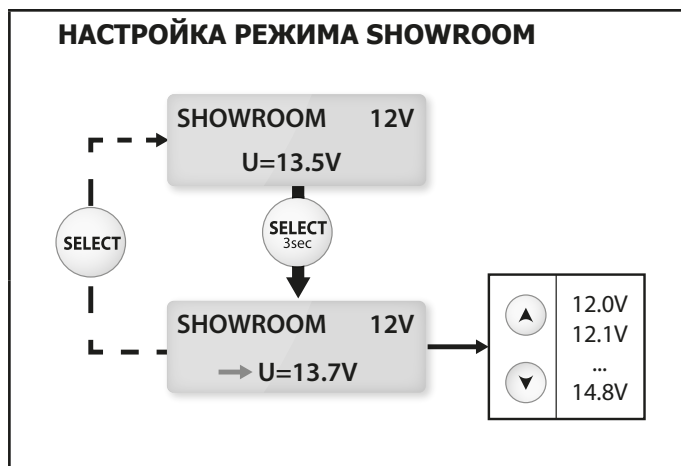 НАСТРОЙКА РЕЖИМА SHOWROOM
SHOWROOM 12V
U=13.5V
SELECT
SELECT
3sec
SHOWROOM 12V
U=13.7V
12.0V
12.1V
...
14.8V